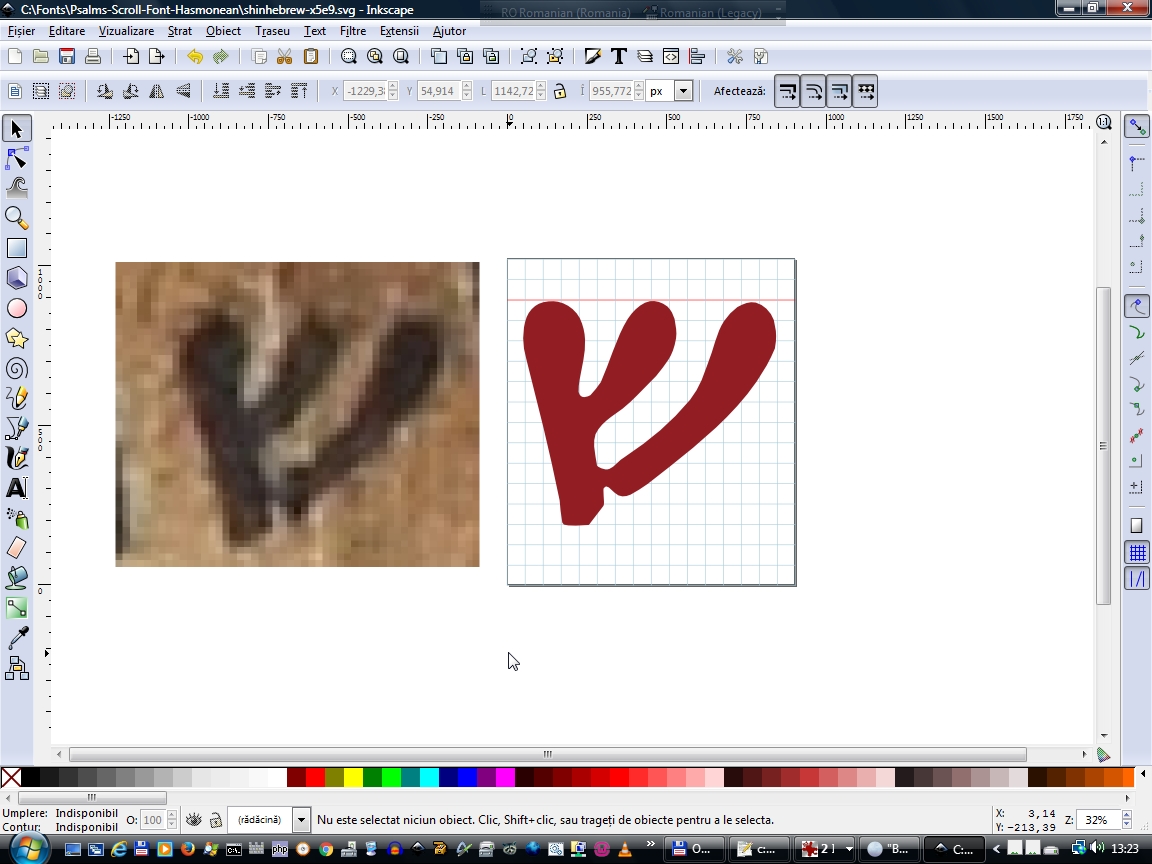 C:\Fonts\Psalms-Scroll-Font-Hasmonean\shinhebrew-x5e9.svg - Inkscape
RO Romanian (Romania) Romanian (Legacy)
Fișier Editare Vizualizare Strat Obiect Traseu Text Filtre Extensii Ajutor
X -1229,3 Y 54,914 L 1142,72 Î 955,772 px Afectează:
-1250 -1000 -750 -500 -250 0 250 500 750 1000 1250 1500 1750
1000
500
0
ש
Umplere: Indisponibil O: 100 (rădăcină) Nu este selectat niciun obiect. Clic, Shift+clic, sau trageți de obiecte pentru a le selecta. X: 3,14 Z: 32%
Contur: Indisponibil Y: -213,39
O... c:... 2 "B... C:... 13:23